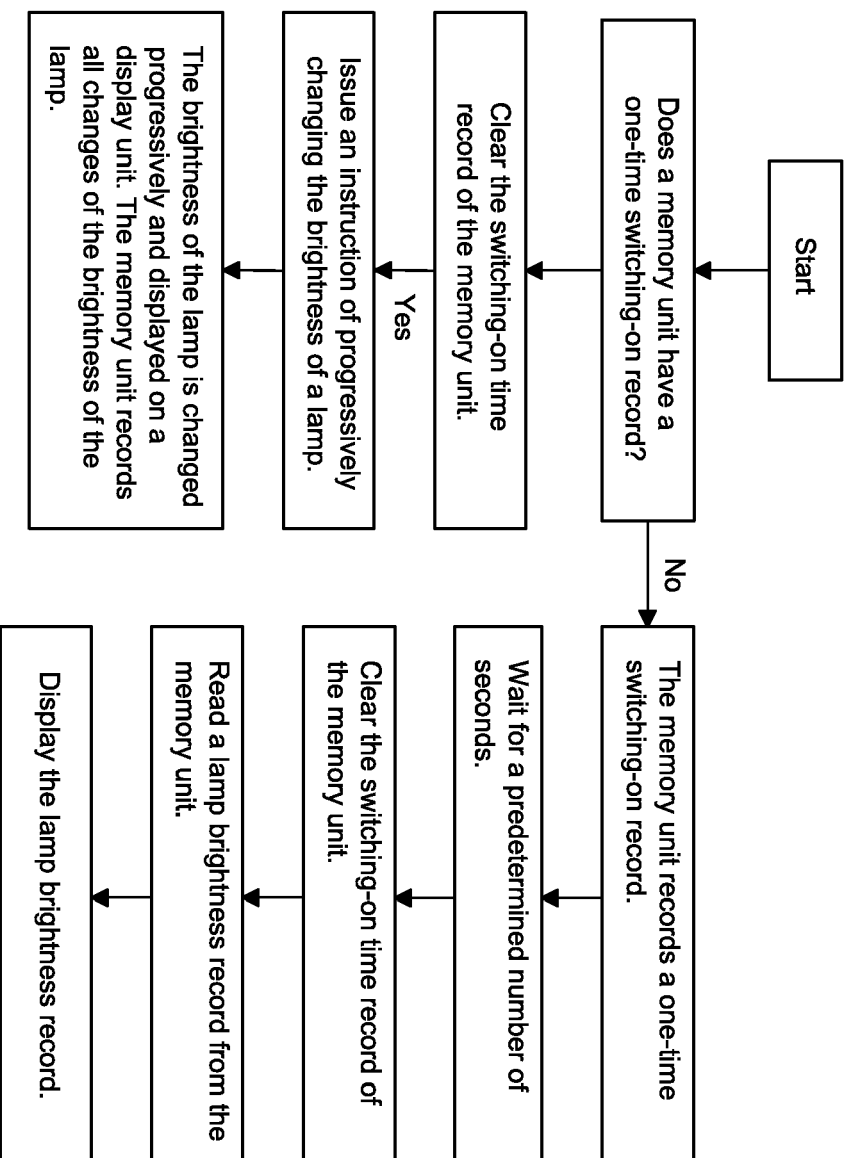 Start
Does a memory unit have a
one-time switching-on record?
Clear the switching-on time
record of the memory unit.
Yes
Issue an instruction of progressively
changing the brightness of a lamp.
The brightness of the lamp is changed
progressively and displayed on a
display unit. The memory unit records
all changes of the brightness of the
lamp.
No
The memory unit records a one-time
switching-on record.
Wait for a predetermined number of
seconds.
Clear the switching-on time record of
the memory unit.
Read a lamp brightness record from the
memory unit.
Display the lamp brightness record.